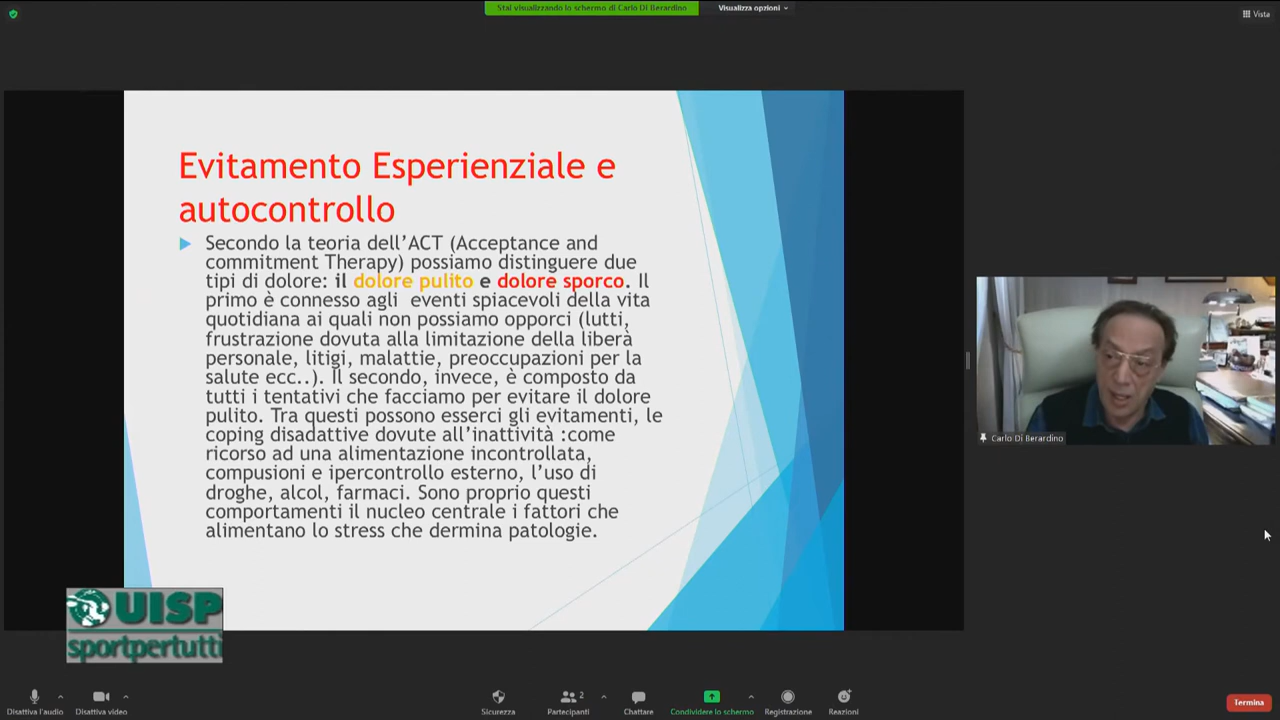 Stai visualizzando lo schermo di Carlo Di Berardino
Visualizza opzioni
Vista
Evitamento Esperienziale e
autocontrollo
Secondo la teoria dell'ACT (Acceptance and
commitment Therapy) possiamo distinguere due
tipi di dolore: il dolore pulito e dolore sporco. Il
primo è connesso agli eventi spiacevoli della vita
quotidiana ai quali non possiamo opporci (lutti,
frustrazione dovuta alla limitazione della liberà
personale, litigi, malattie, preoccupazioni per la
salute ecc..). Il secondo, invece, è composto da
tutti i tentativi che facciamo per evitare il dolore
pulito. Tra questi possono esserci gli evitamenti, le
coping disadattive dovute all'inattività :come
ricorso ad una alimentazione incontrollata,
compusioni e ipercontrollo esterno, l'uso di
droghe, alcol, farmaci. Sono proprio questi
comportamenti il nucleo centrale i fattori che
alimentano lo stress che dermina patologie.
Carlo Di Berardino
UISP
sportpertutti
Disattiva l'audio
Disattiva video
Sicurezza
Partecipanti
2
Chattare
Condividere lo schermo
Registrazione
Reazioni
Termina